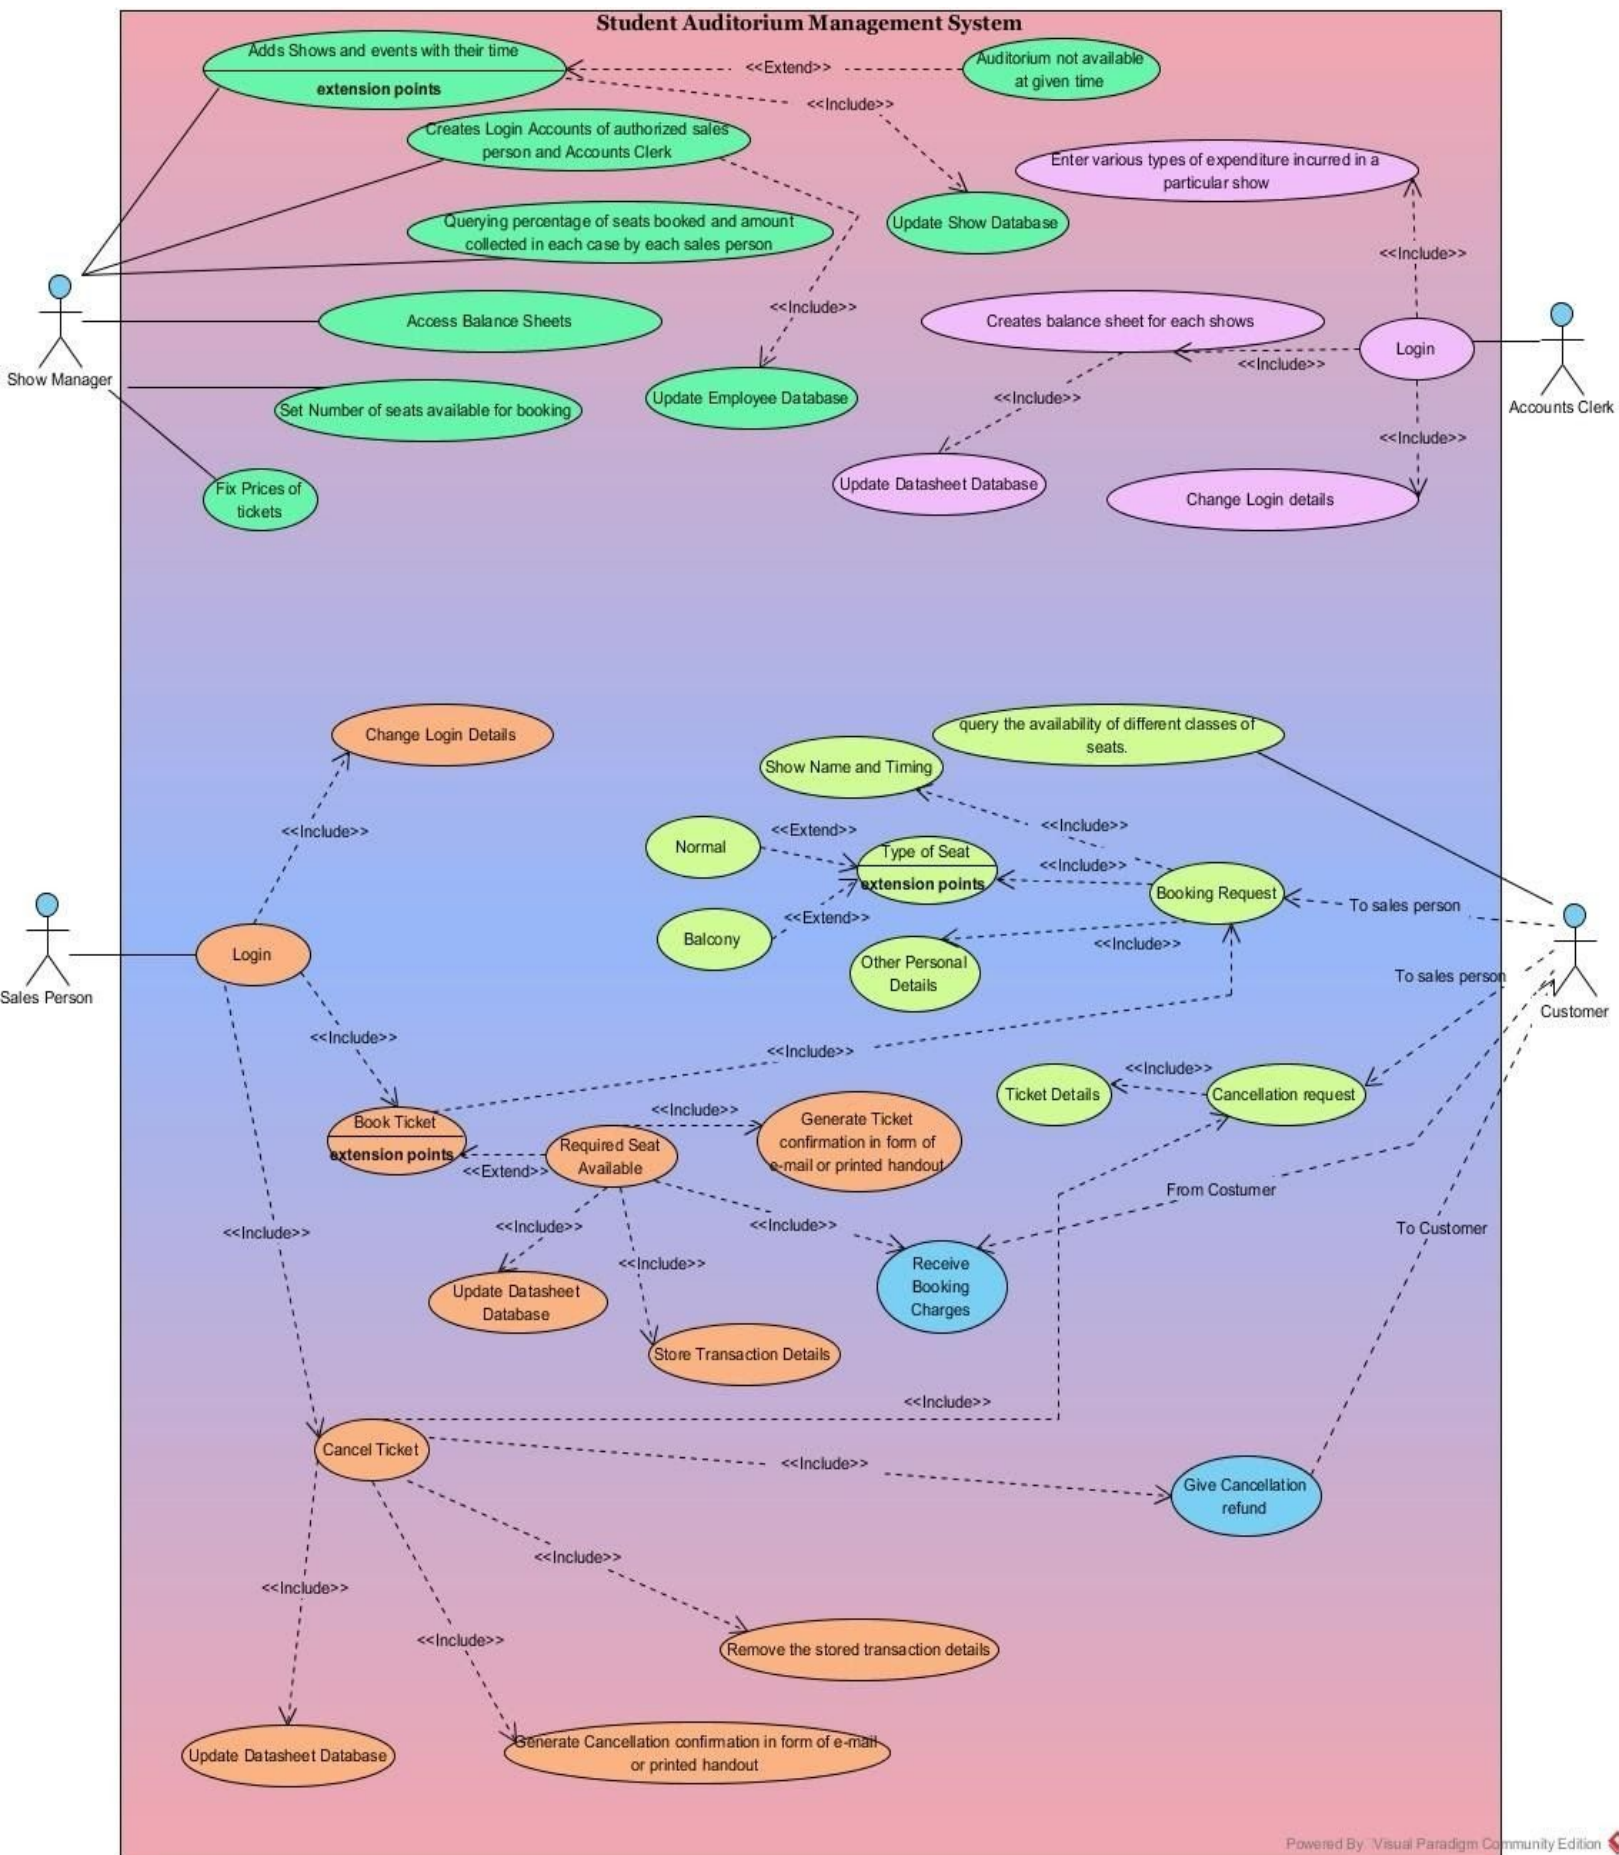 Student Auditorium Management System
Adds Shows and events with their time
extension points
<<Extend>>
Auditorium not available
at given time
<<Include>>
Creates Login Accounts of authorized sales
person and Accounts Clerk
Enter various types of expenditure incurred in a
particular show
Querying percentage of seats booked and amount
collected in each case by each sales person
Update Show Database
<<Include>>
<<Include>>
Access Balance Sheets
Creates balance sheet for each shows
Login
<<Include>>
Show Manager
Accounts Clerk
Set Number of seats available for booking
Update Employee Database
<<Include>>
<<Include>>
Fix Prices of
tickets
Update Datasheet Database
Change Login details
Change Login Details
query the availability of different classes of
seats.
Show Name and Timing
<<Include>>
<<Extend>>
<<Include>>
Normal
Type of Seat
extension points
<<Include>>
Booking Request
To sales person
<<Extend>>
Balcony
<<Include>>
Other Personal
Details
Login
Sales Person
To sales person
Customer
<<Include>>
<<Include>>
<<Include>>
Ticket Details
Cancellation request
Book Ticket
extension points
<<Include>>
Required Seat
Available
<<Extend>>
Generate Ticket
confirmation in form of
e-mail or printed handout
From Costumer
<<Include>>
<<Include>>
<<Include>>
To Customer
<<Include>>
Receive
Booking
Charges
Update Datasheet
Database
Store Transaction Details
<<Include>>
Cancel Ticket
<<Include>>
Give Cancellation
refund
<<Include>>
<<Include>>
<<Include>>
Remove the stored transaction details
Update Datasheet Database
Generate Cancellation confirmation in form of e-mail
or printed handout
Powered By Visual Paradigm Community Edition